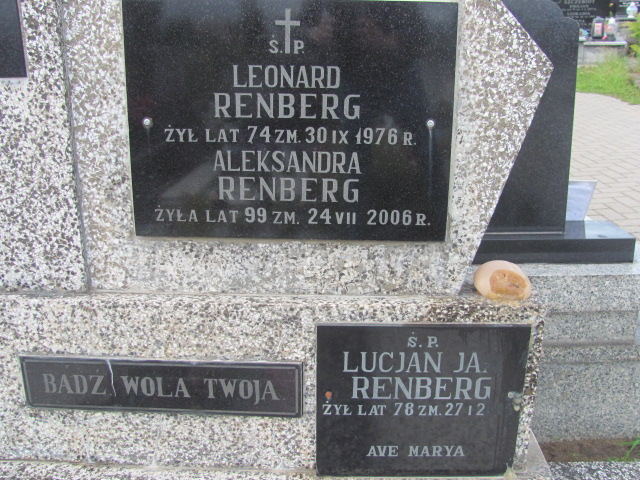 Ś.P.
LEONARD
RENBERG
ŻYŁ LAT 74 ZM. 30 IX 1976 R.
ALEKSANDRA
RENBERG
ŻYŁA LAT 99 ZM. 24 VII 2006 R.
BĄDŹ WOLA TWOJA
Ś.P.
LUCJAN JA.
RENBERG
ŻYŁ LAT 78 ZM. 27 12
AVE MARYA